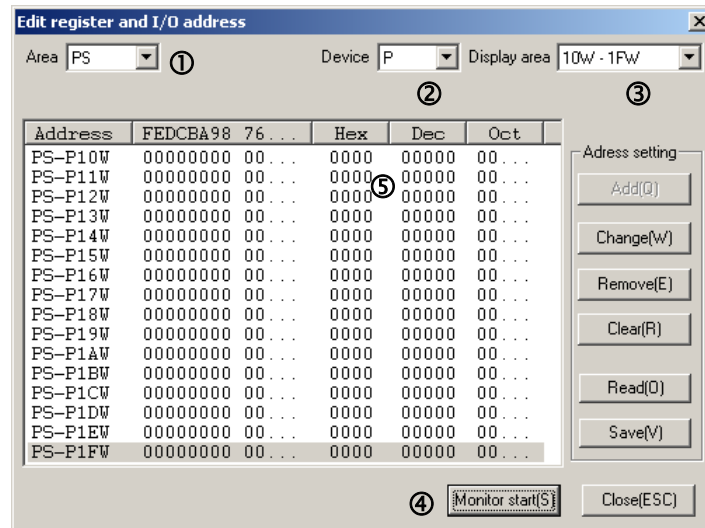 Edit register and I/O address
Area PS ① Device P Display area 10W - 1FW
② ③
Address FEDCBA98 76... Hex Dec Oct
PS-P10W 00000000 00... 0000 00000 00...
PS-P11W 00000000 00... 0000 00000 00...
PS-P12W 00000000 00... 0000 00000 00...
PS-P13W 00000000 00... 0000 00000 00...
PS-P14W 00000000 00... 0000 00000 00...
PS-P15W 00000000 00... 0000 00000 00...
PS-P16W 00000000 00... 0000 00000 00...
PS-P17W 00000000 00... 0000 00000 00...
PS-P18W 00000000 00... 0000 00000 00...
PS-P19W 00000000 00... 0000 00000 00...
PS-P1AW 00000000 00... 0000 00000 00...
PS-P1BW 00000000 00... 0000 00000 00...
PS-P1CW 00000000 00... 0000 00000 00...
PS-P1DW 00000000 00... 0000 00000 00...
PS-P1EW 00000000 00... 0000 00000 00...
PS-P1FW 00000000 00... 0000 00000 00...
⑤
Adress setting
Add(Q)
Change(W)
Remove(E)
Clear(R)
Read(O)
Save(V)
④ Monitor start(S) Close(ESC)